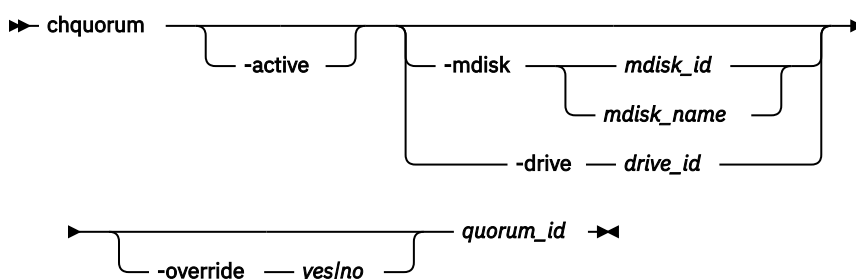 chquorum
-active
-mdisk mdisk_id
mdisk_name
-drive drive_id
quorum_id
-override yes|no